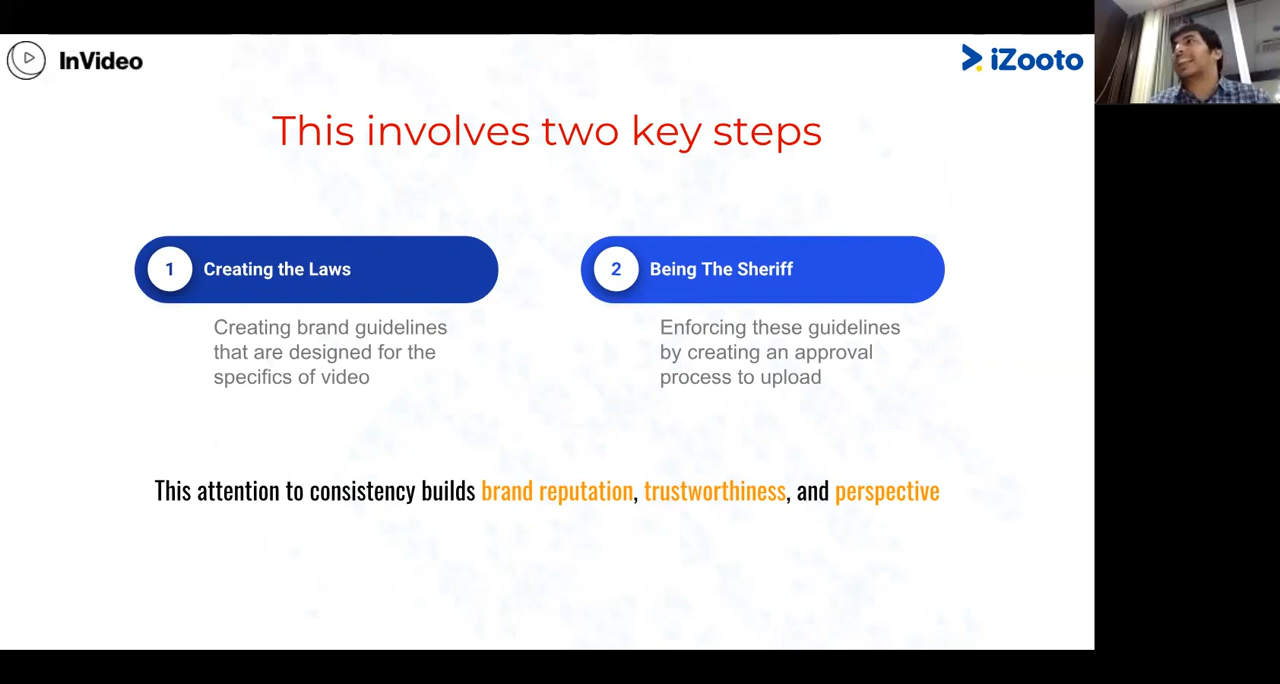 InVideo
iZooto
This involves two key steps
1 Creating the Laws
Creating brand guidelines
that are designed for the
specifics of video
2 Being The Sheriff
Enforcing these guidelines
by creating an approval
process to upload
This attention to consistency builds brand reputation, trustworthiness, and perspective